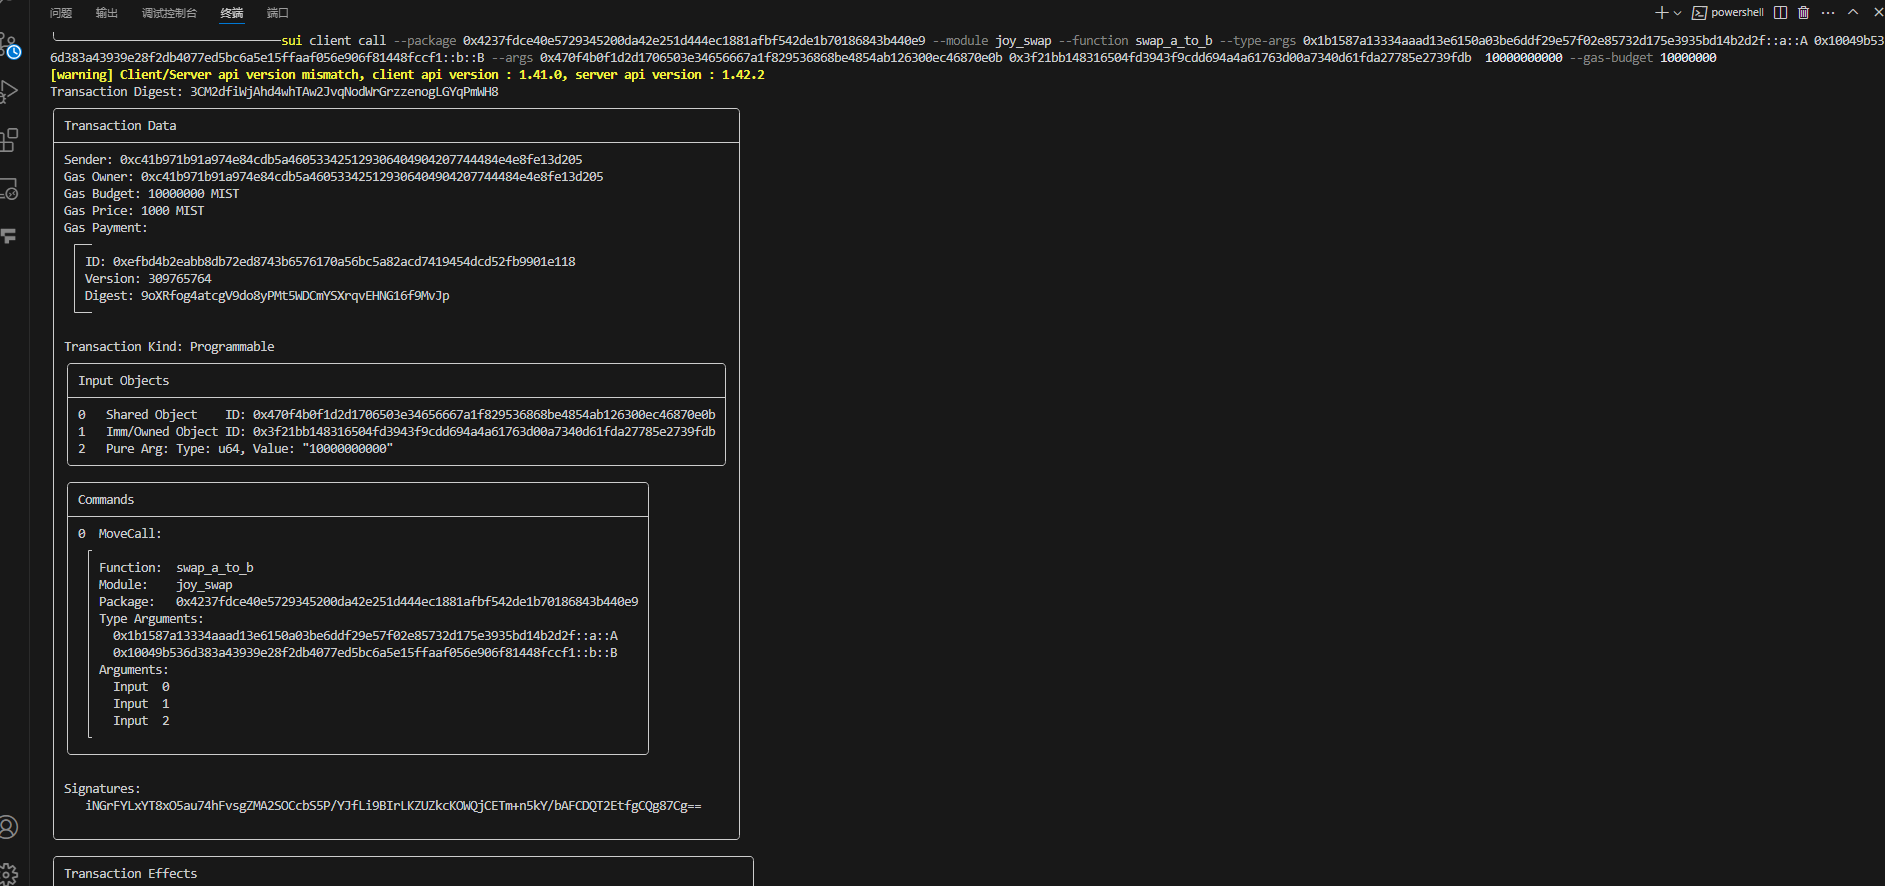 问题 输出 调试控制台 终端 端口 powershell
sui client call --package 0x4237fdce40e5729345200da42e251d444ec1881afbf542de1b70186843b440e9 --module joy_swap --function swap_a_to_b --type-args 0x1b1587a13334aaad13e6150a03be6ddf29e57f02e85732d175e3935bd14b2d2f::a::A 0x10049b53
6d383a43939e28f2db4077ed5bc6a5e15ffaaf056e906f81448fccf1::b::B --args 0x470f4b0f1d2d1706503e34656667a1f829536868be4854ab126300ec46870e0b 0x3f21bb148316504fd3943f9cdd694a4a61763d00a7340d61fda27785e2739fdb 10000000000 --gas-budget 10000000
[warning] Client/Server api version mismatch, client api version : 1.41.0, server api version : 1.42.2
Transaction Digest: 3CM2dfiWjAhd4whTAw2JvqNodWrGrzzenogLGYqPmWH8
Transaction Data
Sender: 0xc41b971b91a974e84cdb5a460533425129306404904207744484e4e8fe13d205
Gas Owner: 0xc41b971b91a974e84cdb5a460533425129306404904207744484e4e8fe13d205
Gas Budget: 10000000 MIST
Gas Price: 1000 MIST
Gas Payment:
ID: 0xefbd4b2eabb8db72ed8743b6576170a56bc5a82acd7419454dcd52fb9901e118
Version: 309765764
Digest: 9oXRfog4atcgV9do8yPMt5WDCmYSXrqvEHNG16f9MvJp
Transaction Kind: Programmable
Input Objects
0 Shared Object ID: 0x470f4b0f1d2d1706503e34656667a1f829536868be4854ab126300ec46870e0b
1 Imm/Owned Object ID: 0x3f21bb148316504fd3943f9cdd694a4a61763d00a7340d61fda27785e2739fdb
2 Pure Arg: Type: u64, Value: "10000000000"
Commands
0 MoveCall:
Function: swap_a_to_b
Module: joy_swap
Package: 0x4237fdce40e5729345200da42e251d444ec1881afbf542de1b70186843b440e9
Type Arguments:
0x1b1587a13334aaad13e6150a03be6ddf29e57f02e85732d175e3935bd14b2d2f::a::A
0x10049b536d383a43939e28f2db4077ed5bc6a5e15ffaaf056e906f81448fccf1::b::B
Arguments:
Input 0
Input 1
Input 2
Signatures:
iNGrFYLxYT8xO5au74hFvsgZMA2SOCcbS5P/YJfLi9BIrLKZUZkcKOWQjCETm+n5kY/bAFCDQT2EtfgCQg87Cg==
Transaction Effects